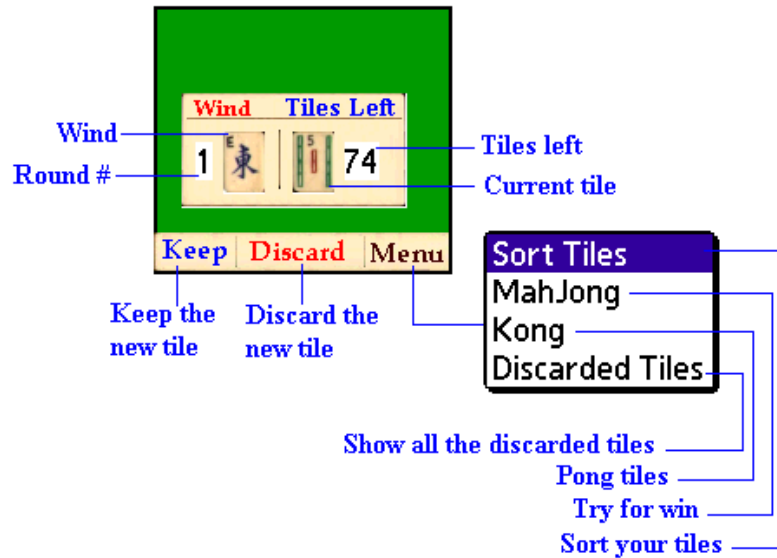 Wind Tiles Left
Wind
E
5
Tiles left
1
東
74
Round #
Current tile
Keep Discard Menu
Sort Tiles
MahJong
Kong
Discarded Tiles
Keep the
new tile
Discard the
new tile
Show all the discarded tiles
Pong tiles
Try for win
Sort your tiles